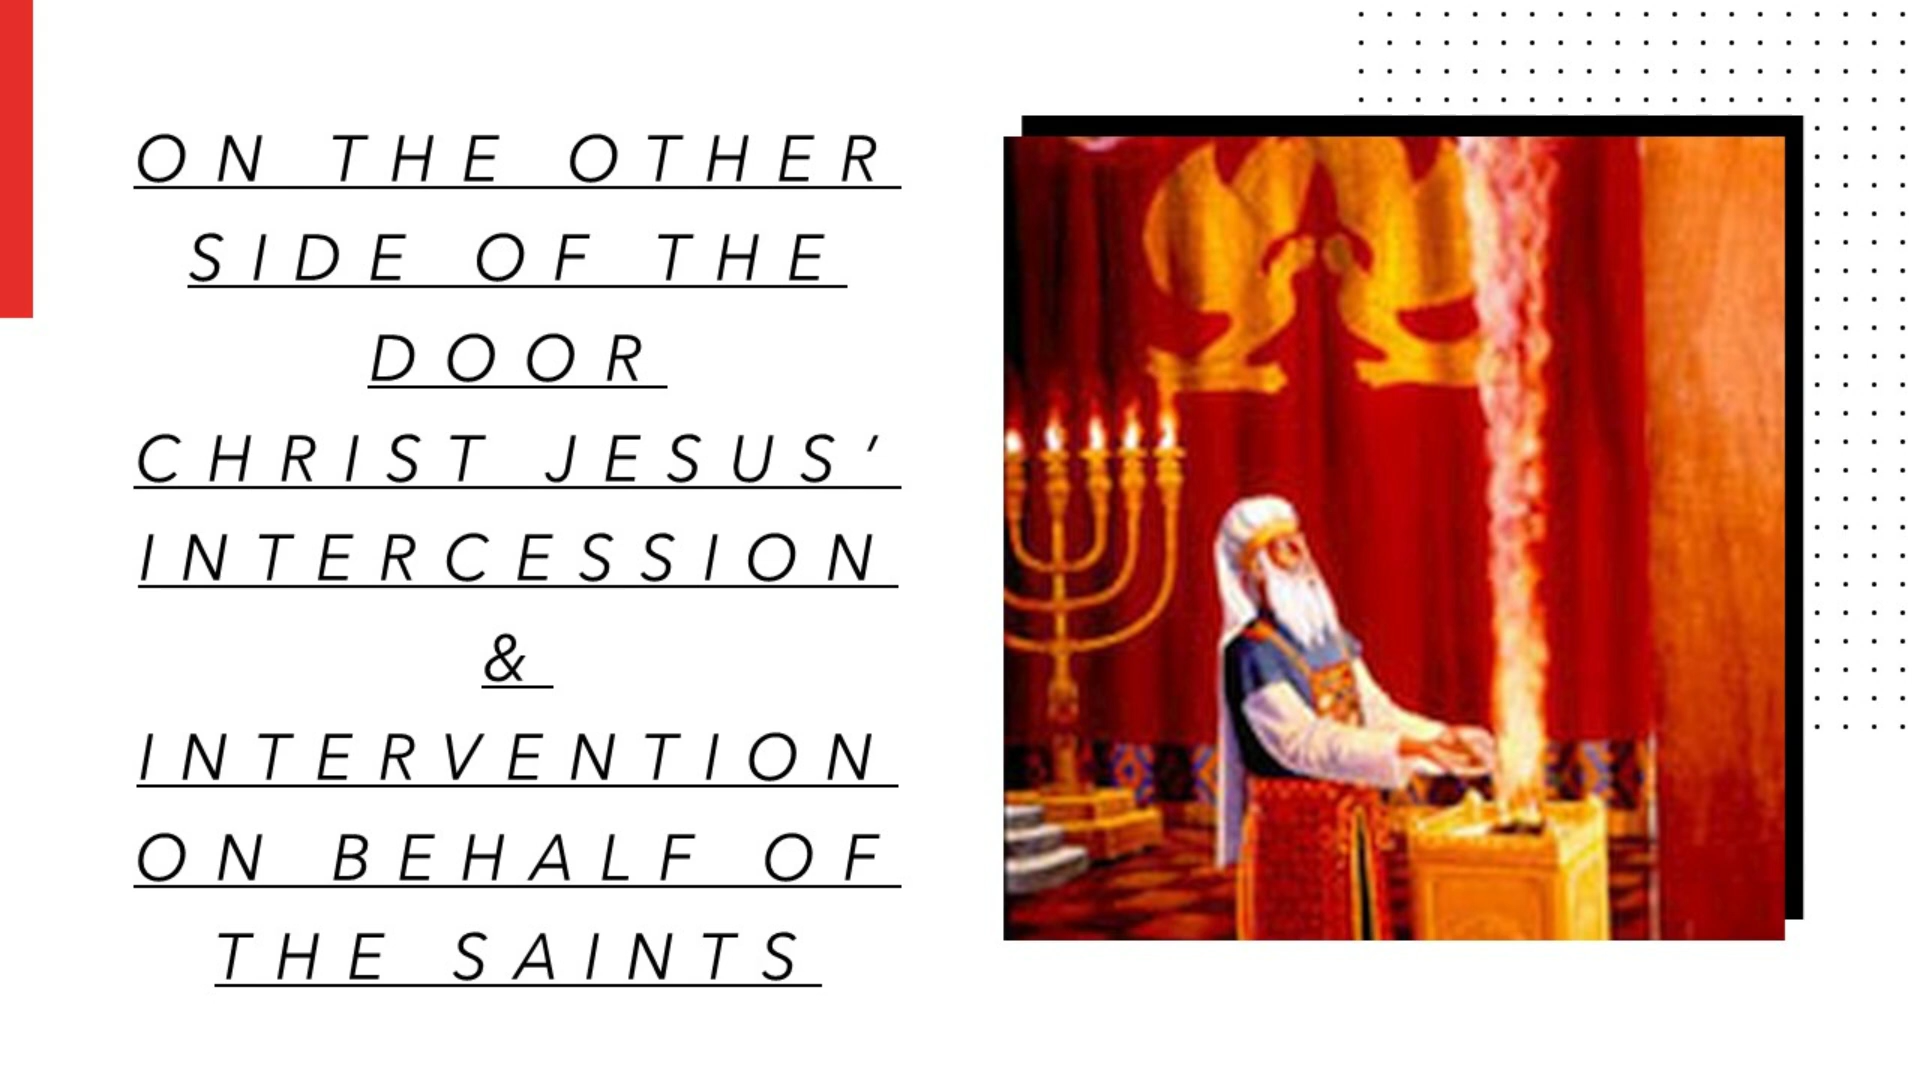 ON THE OTHER
SIDE OF THE
DOOR
CHRIST JESUS’
INTERCESSION
&
INTERVENTION
ON BEHALF OF
THE SAINTS